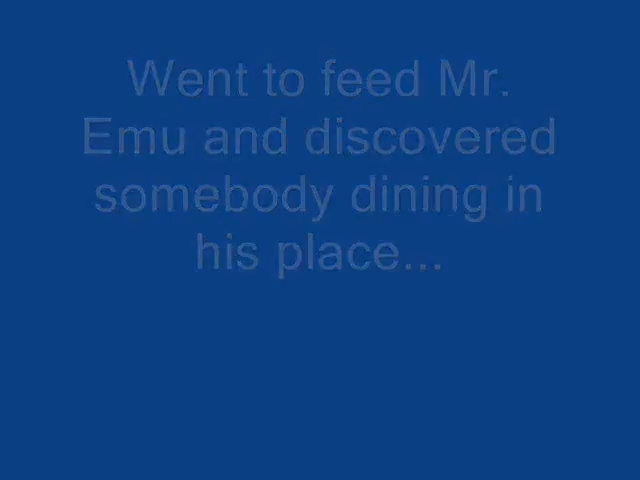 Went to feed Mr.
Emu and discovered
somebody dining in
his place...